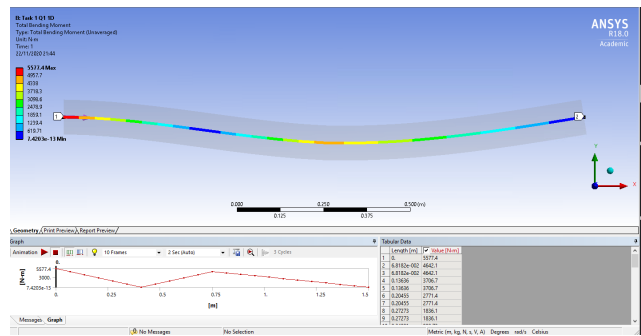 D: Task 1 Q1 1D
Total Bending Moment
Type: Total Bending Moment (Unaveraged)
Unit: N·m
Time: 1
22/11/2020 21:44
5577.4 Max
4957.7
4338
3718.3
3098.6
2478.9
1859.1
1239.4
619.71
7.4203e-13 Min
ANSYS
R18.0
Academic
1
2
0.000
0.250
0.500 (m)
0.125
0.375
Y
X
Geometry / Print Preview / Report Preview /
Graph
Animation
10 Frames
2 Sec (Auto)
3 Cycles
0.
5577.4
3000.
7.4203e-13
[N·m]
0.
0.25
0.5
0.75
1.
1.25
1.5
[m]
Messages Graph
Tabular Data
Length [m] Value [N·m]
1 0. 5577.4
2 6.8182e-002 4642.1
3 6.8182e-002 4642.1
4 0.13636 3706.7
5 0.13636 3706.7
6 0.20455 2771.4
7 0.20455 2771.4
8 0.27273 1836.1
9 0.27273 1836.1
No Messages
No Selection
Metric (m, kg, N, s, V, A) Degrees rad/s Celsius